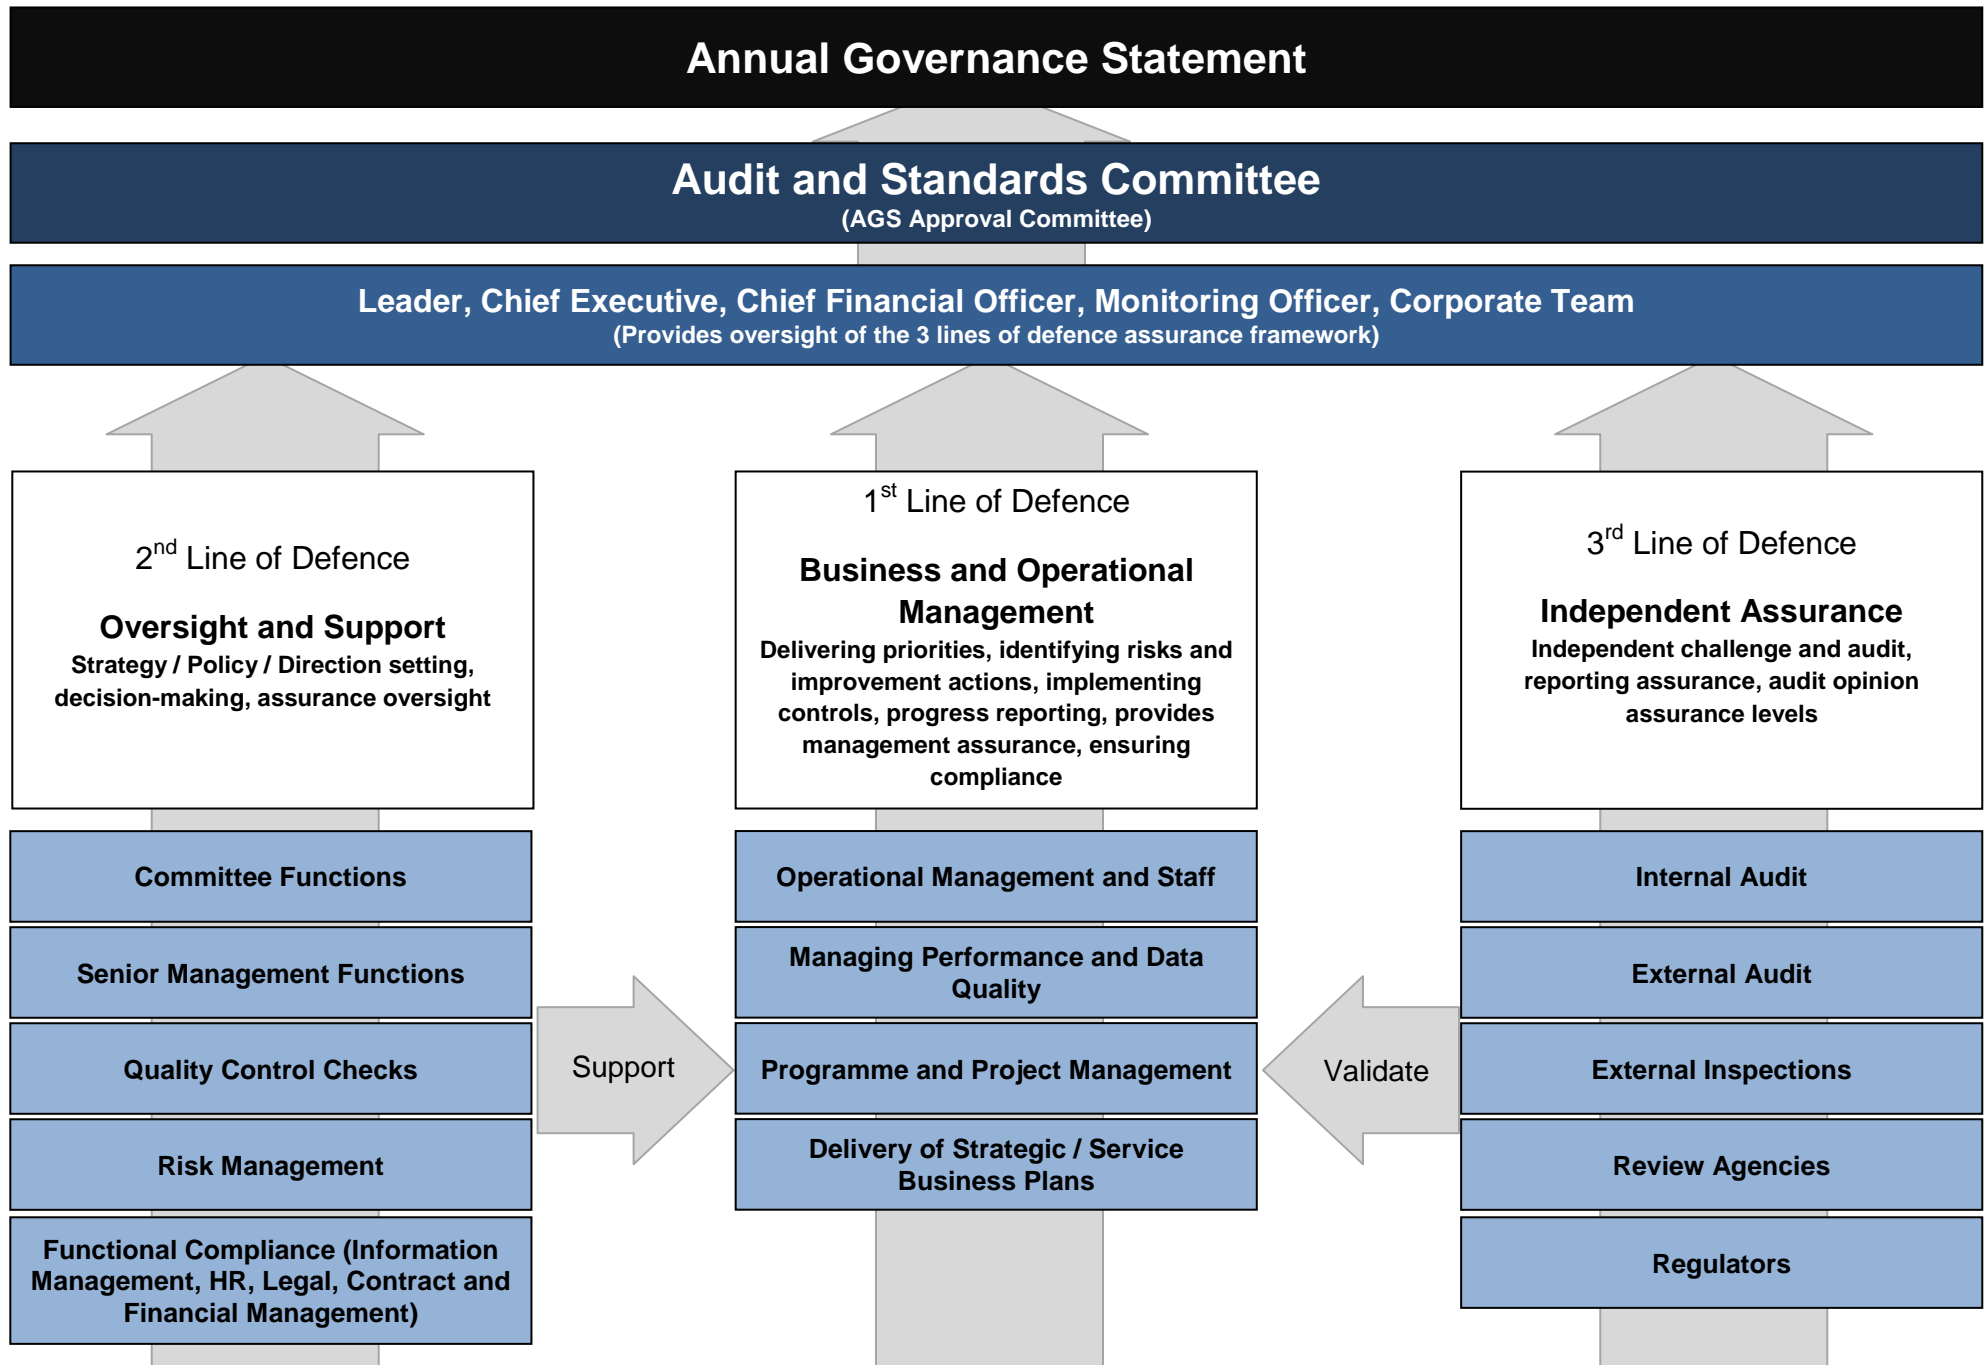 Annual Governance Statement
Audit and Standards Committee
(AGS Approval Committee)
Leader, Chief Executive, Chief Financial Officer, Monitoring Officer, Corporate Team
(Provides oversight of the 3 lines of defence assurance framework)
2nd Line of Defence
Oversight and Support
Strategy / Policy / Direction setting,
decision-making, assurance oversight
1st Line of Defence
Business and Operational
Management
Delivering priorities, identifying risks and
improvement actions, implementing
controls, progress reporting, provides
management assurance, ensuring
compliance
3rd Line of Defence
Independent Assurance
Independent challenge and audit,
reporting assurance, audit opinion
assurance levels
Committee Functions
Senior Management Functions
Quality Control Checks
Risk Management
Functional Compliance (Information
Management, HR, Legal, Contract and
Financial Management)
Support
Operational Management and Staff
Managing Performance and Data
Quality
Programme and Project Management
Delivery of Strategic / Service
Business Plans
Validate
Internal Audit
External Audit
External Inspections
Review Agencies
Regulators